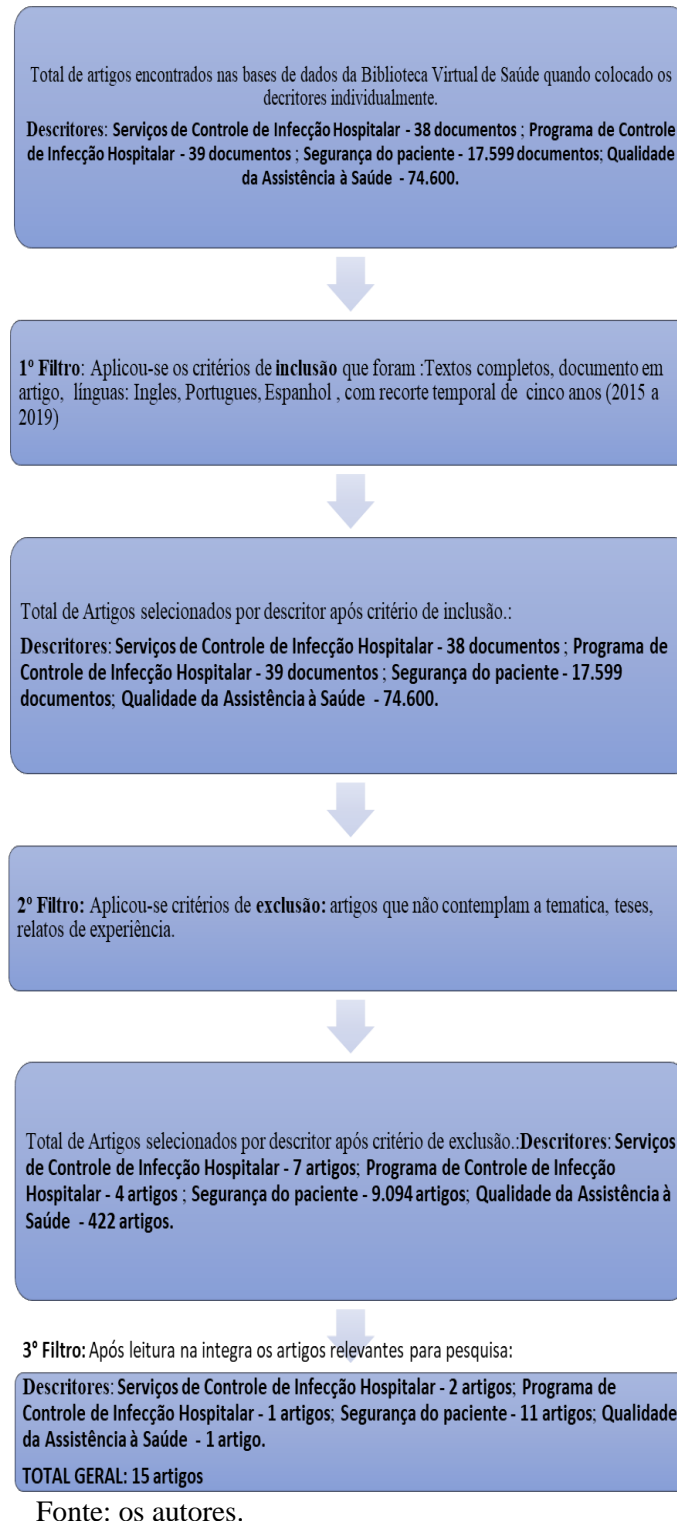 Total de artigos encontrados nas bases de dados da Biblioteca Virtual de Saúde quando colocado os
decritores individualmente.
Descritores: Serviços de Controle de Infecção Hospitalar - 38 documentos ; Programa de Controle
de Infecção Hospitalar - 39 documentos ; Segurança do paciente - 17.599 documentos; Qualidade
da Assistência à Saúde - 74.600.
1º Filtro: Aplicou-se os critérios de inclusão que foram :Textos completos, documento em
artigo, línguas: Ingles, Portugues, Espanhol , com recorte temporal de cinco anos (2015 a
2019)
Total de Artigos selecionados por descritor após critério de inclusão.:
Descritores: Serviços de Controle de Infecção Hospitalar - 38 documentos ; Programa de
Controle de Infecção Hospitalar - 39 documentos ; Segurança do paciente - 17.599
documentos; Qualidade da Assistência à Saúde - 74.600.
2º Filtro: Aplicou-se critérios de exclusão: artigos que não contemplam a tematica, teses,
relatos de experiência.
Total de Artigos selecionados por descritor após critério de exclusão.:Descritores: Serviços
de Controle de Infecção Hospitalar - 7 artigos; Programa de Controle de Infecção
Hospitalar - 4 artigos ; Segurança do paciente - 9.094 artigos; Qualidade da Assistência à
Saúde - 422 artigos.
3º Filtro: Após leitura na integra os artigos relevantes para pesquisa:
Descritores: Serviços de Controle de Infecção Hospitalar - 2 artigos; Programa de
Controle de Infecção Hospitalar - 1 artigos; Segurança do paciente - 11 artigos; Qualidade
da Assistência à Saúde - 1 artigo.
TOTAL GERAL: 15 artigos
Fonte: os autores.